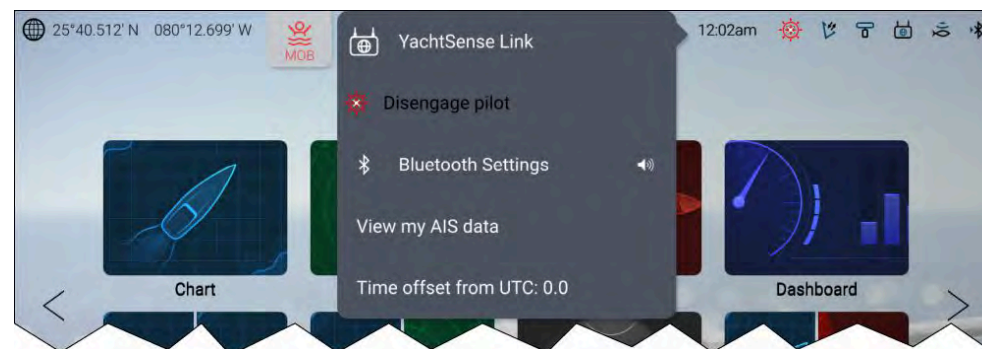 25°40.512' N 080°12.699' W
MOB
YachtSense Link
12:02am
Disengage pilot
Bluetooth Settings
View my AIS data
Time offset from UTC: 0.0
Chart
Dashboard